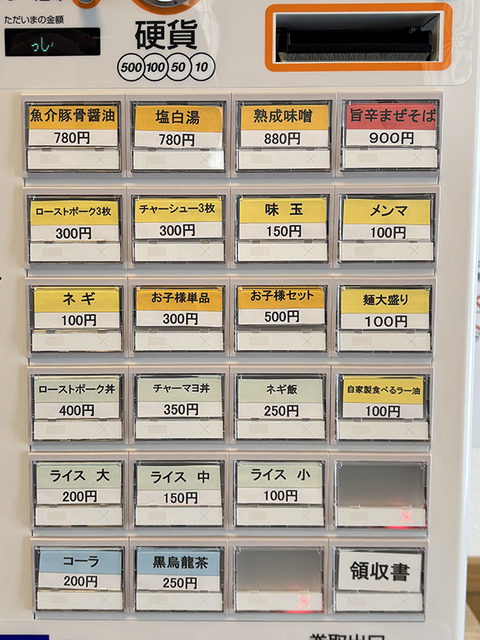 ただいまの金額
硬貨
500 100 50 10
魚介豚骨醤油 塩白湯 熟成味噌 旨辛まぜそば
780円 780円 880円 900円
ローストポーク3枚 チャーシュー3枚 味玉 メンマ
300円 300円 150円 100円
ネギ お子様単品 お子様セット 麺大盛り
100円 300円 500円 100円
ローストポーク丼 チャーマヨ丼 ネギ飯 自家製食べるラー油
400円 350円 250円 100円
ライス 大 ライス 中 ライス 小
200円 150円 100円
コーラ 黒烏龍茶 領収書
200円 250円